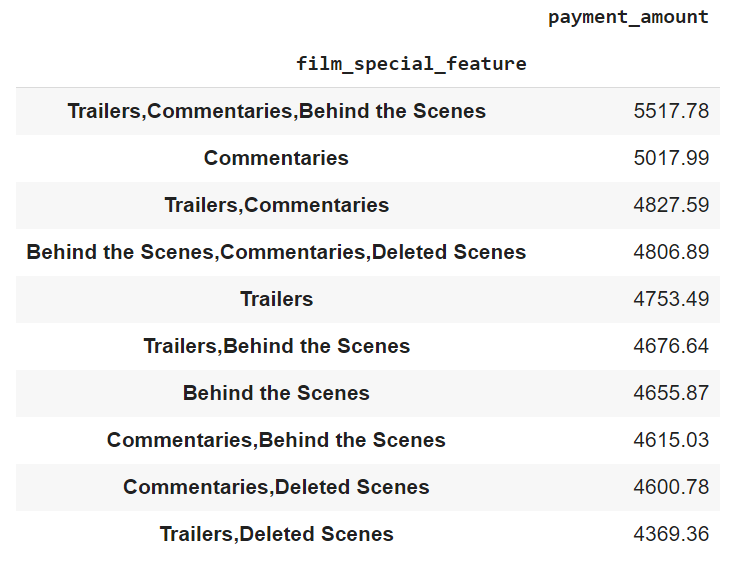 payment_amount
film_special_feature
Trailers,Commentaries,Behind the Scenes 5517.78
Commentaries 5017.99
Trailers,Commentaries 4827.59
Behind the Scenes,Commentaries,Deleted Scenes 4806.89
Trailers 4753.49
Trailers,Behind the Scenes 4676.64
Behind the Scenes 4655.87
Commentaries,Behind the Scenes 4615.03
Commentaries,Deleted Scenes 4600.78
Trailers,Deleted Scenes 4369.36